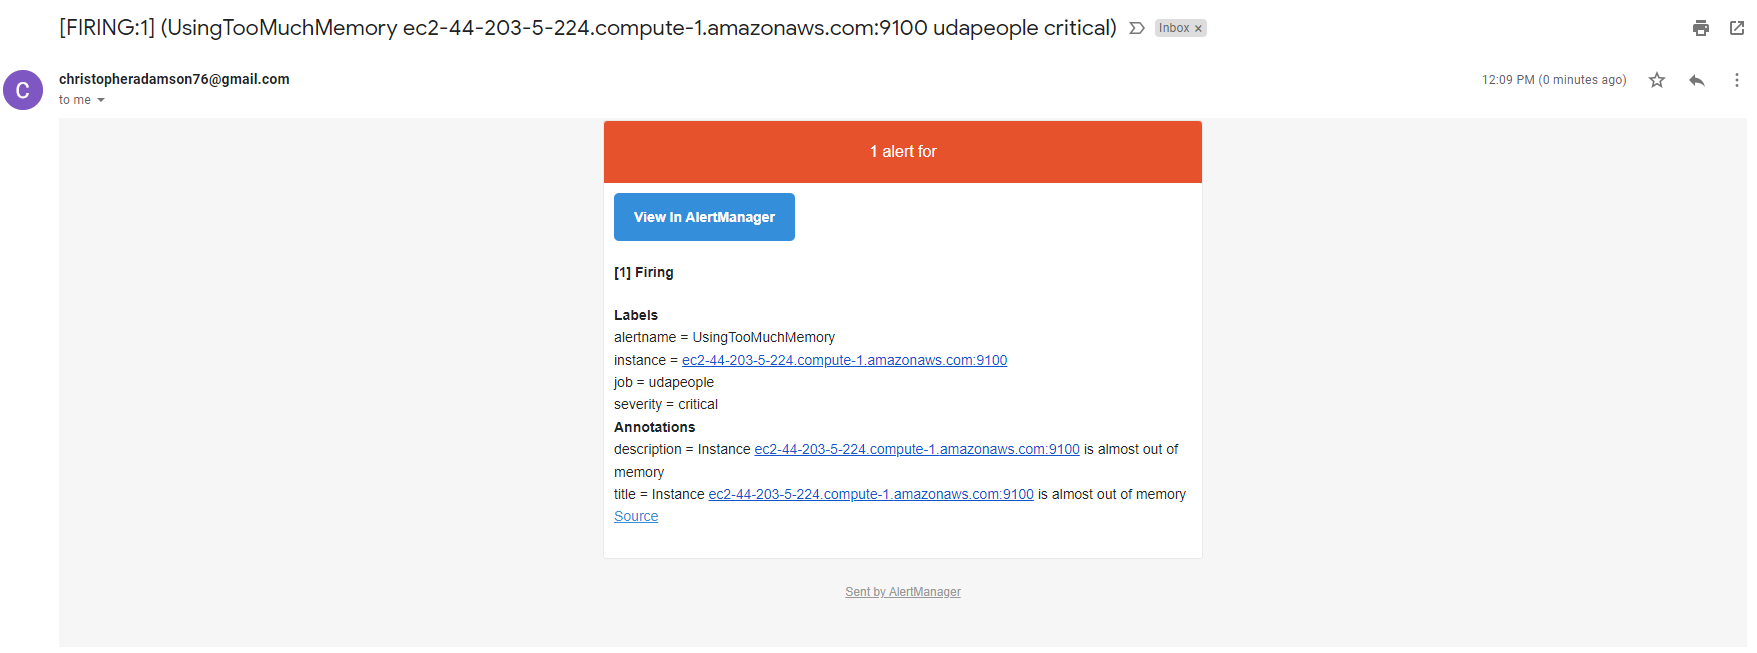 [FIRING:1] (UsingTooMuchMemory ec2-44-203-5-224.compute-1.amazonaws.com:9100 udapeople critical) Inbox ×
C
christopheradamson76@gmail.com 12:09 PM (0 minutes ago)
to me
1 alert for
View In AlertManager
[1] Firing
Labels
alertname = UsingTooMuchMemory
instance = ec2-44-203-5-224.compute-1.amazonaws.com:9100
job = udapeople
severity = critical
Annotations
description = Instance ec2-44-203-5-224.compute-1.amazonaws.com:9100 is almost out of
memory
title = Instance ec2-44-203-5-224.compute-1.amazonaws.com:9100 is almost out of memory
Source
Sent by AlertManager